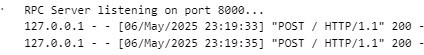 RPC Server listening on port 8000...
127.0.0.1 - - [06/May/2025 23:19:33] "POST / HTTP/1.1" 200 -
127.0.0.1 - - [06/May/2025 23:19:35] "POST / HTTP/1.1" 200 -